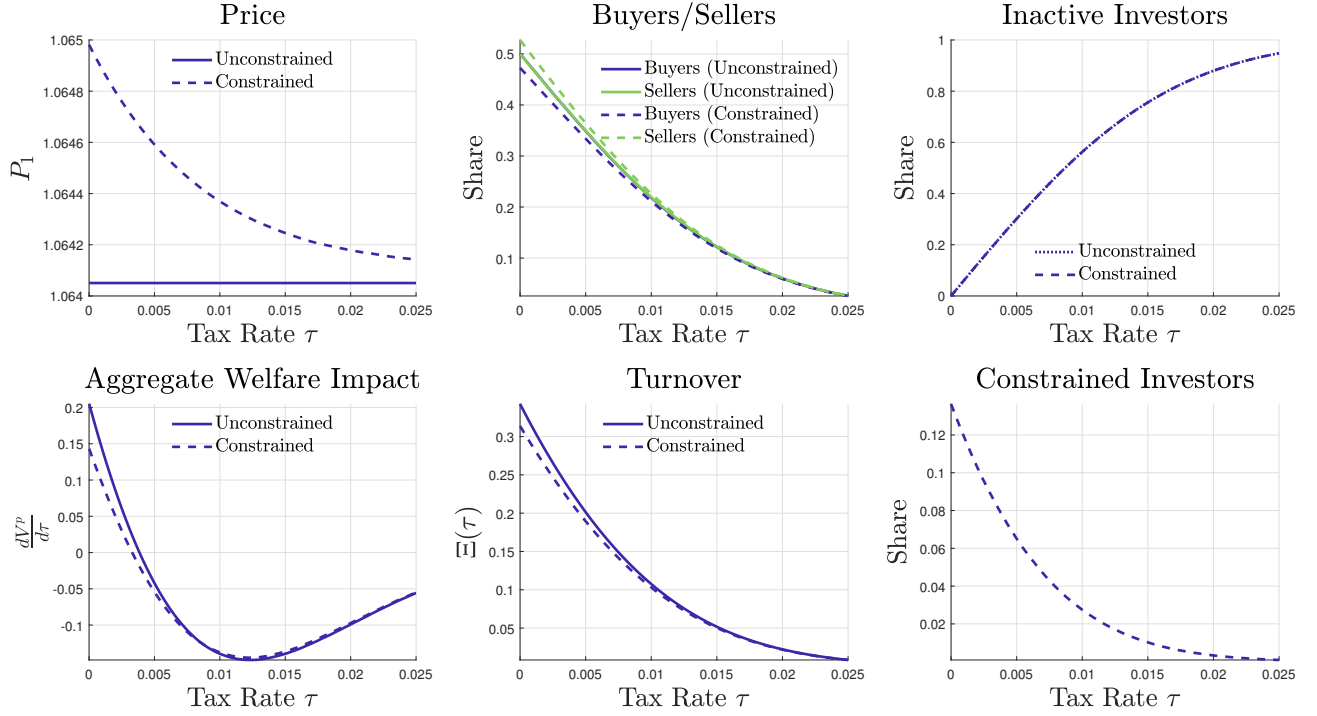 Price
1.065
1.0648
1.0646
1.0644
1.0642
1.064
P₁
Unconstrained
Constrained
0 0.005 0.01 0.015 0.02 0.025
Tax Rate τ
Buyers/Sellers
0.5
0.4
0.3
0.2
0.1
Share
Buyers (Unconstrained)
Sellers (Unconstrained)
Buyers (Constrained)
Sellers (Constrained)
0 0.005 0.01 0.015 0.02 0.025
Tax Rate τ
Inactive Investors
1
0.8
0.6
0.4
0.2
0
Share
Unconstrained
Constrained
0 0.005 0.01 0.015 0.02 0.025
Tax Rate τ
Aggregate Welfare Impact
0.2
0.15
0.1
0.05
0
-0.05
-0.1
dVᵖ
dτ
Unconstrained
Constrained
0 0.005 0.01 0.015 0.02 0.025
Tax Rate τ
Turnover
0.3
0.25
0.2
0.15
0.1
0.05
Ξ(τ)
Unconstrained
Constrained
0 0.005 0.01 0.015 0.02 0.025
Tax Rate τ
Constrained Investors
0.12
0.1
0.08
0.06
0.04
0.02
Share
0 0.005 0.01 0.015 0.02 0.025
Tax Rate τ